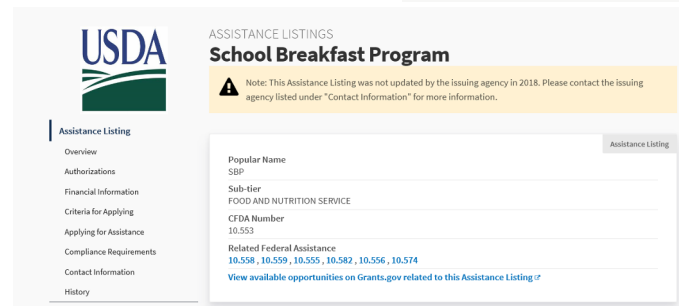 USDA
ASSISTANCE LISTINGS
School Breakfast Program
Note: This Assistance Listing was not updated by the issuing agency in 2018. Please contact the issuing
agency listed under "Contact Information" for more information.
Assistance Listing
Overview
Authorizations
Financial Information
Criteria for Applying
Applying for Assistance
Compliance Requirements
Contact Information
History
Assistance Listing
Popular Name
SBP
Sub-tier
FOOD AND NUTRITION SERVICE
CFDA Number
10.553
Related Federal Assistance
10.558 , 10.559 , 10.555 , 10.582 , 10.556 , 10.574
View available opportunities on Grants.gov related to this Assistance Listing